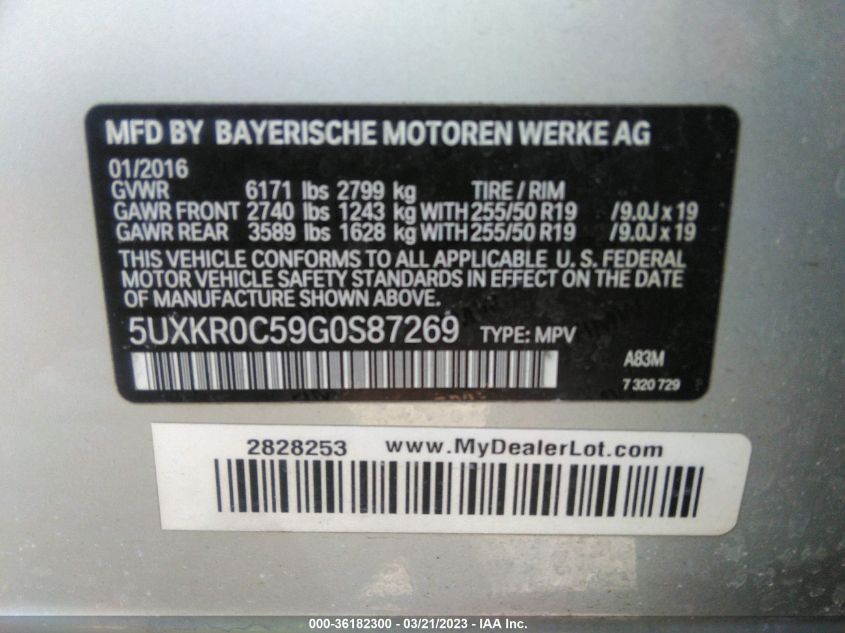 MFD BY BAYERISCHE MOTOREN WERKE AG
01/2016
GVWR 6171 lbs 2799 kg TIRE / RIM
GAWR FRONT 2740 lbs 1243 kg WITH 255/50 R19 /9.0J x 19
GAWR REAR 3589 lbs 1628 kg WITH 255/50 R19 /9.0J x 19
THIS VEHICLE CONFORMS TO ALL APPLICABLE U. S. FEDERAL
MOTOR VEHICLE SAFETY STANDARDS IN EFFECT ON THE DATE
OF MANUFACTURE SHOWN ABOVE.
5UXKR0C59G0S87269 TYPE: MPV
A83M
7 320 729
2828253 www.MyDealerLot.com
000-36182300 - 03/21/2023 - IAA Inc.